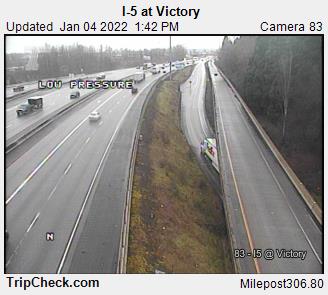 I-5 at Victory
Updated Jan 04 2022 1:42 PM Camera 83
LOW PRESSURE
N
83 - I5 @ Victory
TripCheck.com Milepost306.80